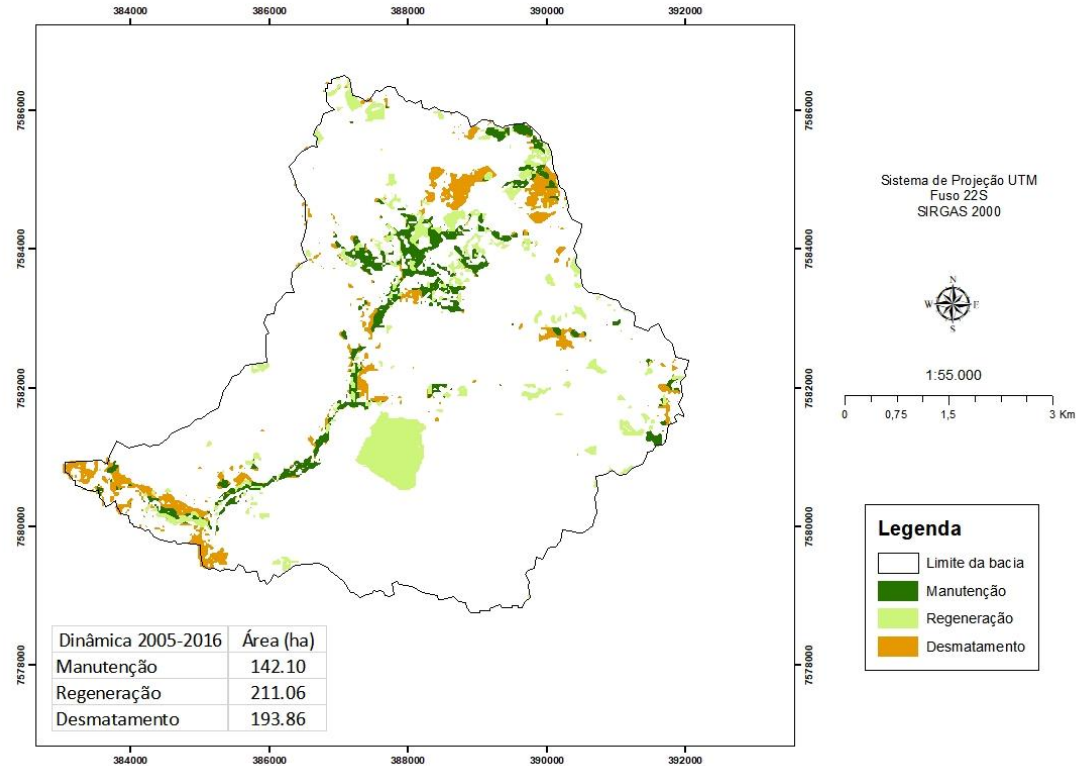 384000 386000 388000 390000 392000
7586000 7586000
7584000 7584000
7582000 7582000
7580000 7580000
7578000 7578000
Dinâmica 2005-2016 Área (ha)
Manutenção 142.10
Regeneração 211.06
Desmatamento 193.86
384000 386000 388000 390000 392000
Sistema de Projeção UTM
Fuso 22S
SIRGAS 2000
N
W E
S
1:55.000
0 0,75 1,5 3 Km
Legenda
Limite da bacia
Manutenção
Regeneração
Desmatamento